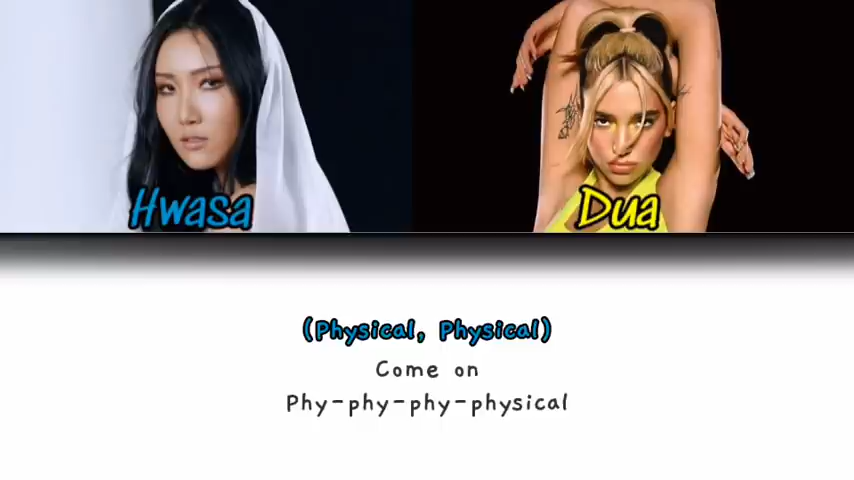 Hwasa
Dua
(Physical, Physical)
Come on
Phy-phy-phy-physical